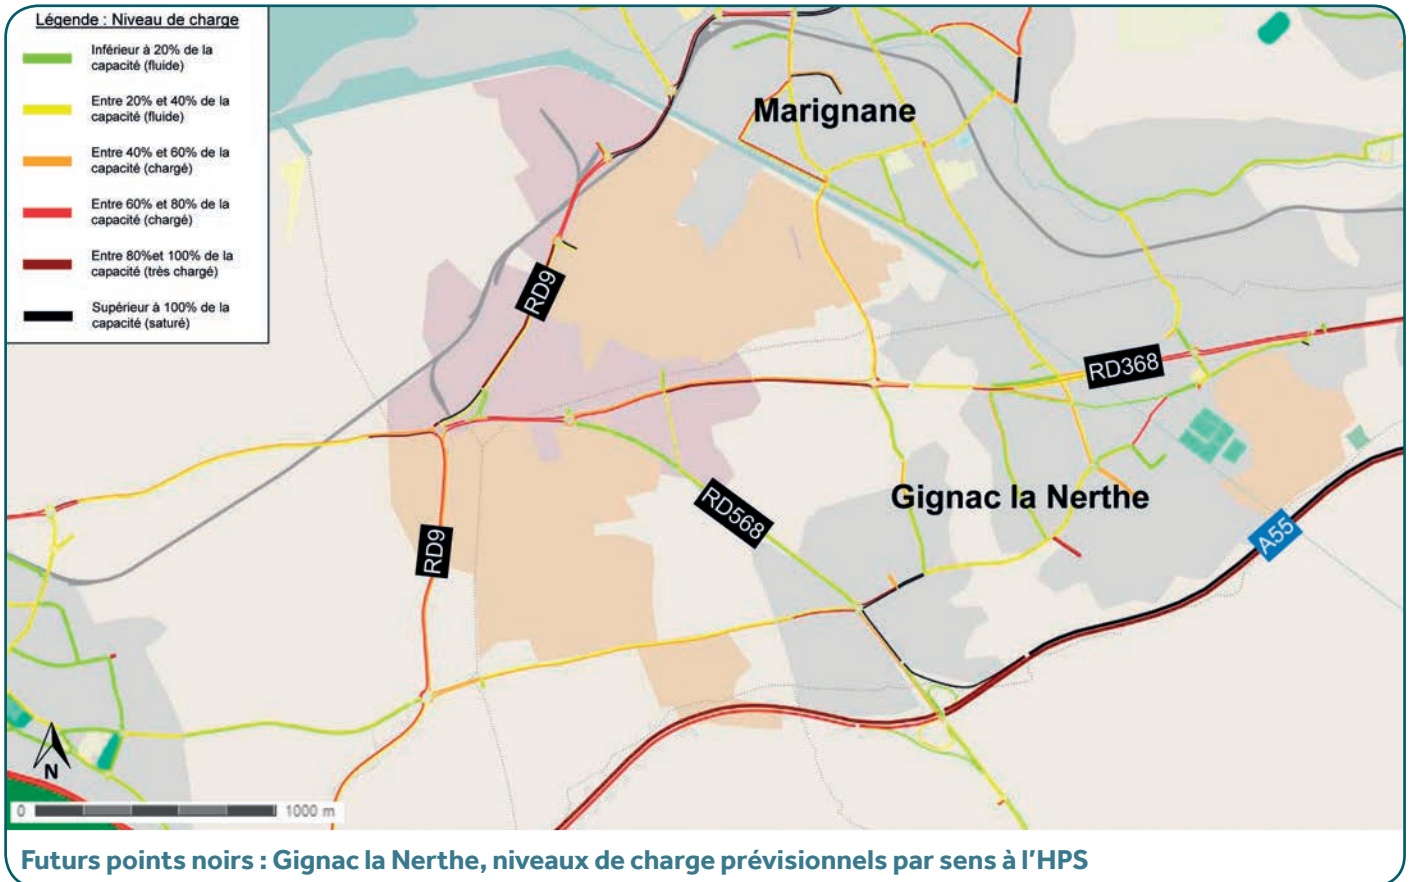 Légende : Niveau de charge
Inférieur à 20% de la
capacité (fluide)
Entre 20% et 40% de la
capacité (fluide)
Entre 40% et 60% de la
capacité (chargé)
Entre 60% et 80% de la
capacité (chargé)
Entre 80%et 100% de la
capacité (très chargé)
Supérieur à 100% de la
capacité (saturé)
Marignane
RD9
RD368
Gignac la Nerthe
RD568
A55
RD9
N
0 1000 m
Futurs points noirs : Gignac la Nerthe, niveaux de charge prévisionnels par sens à l'HPS